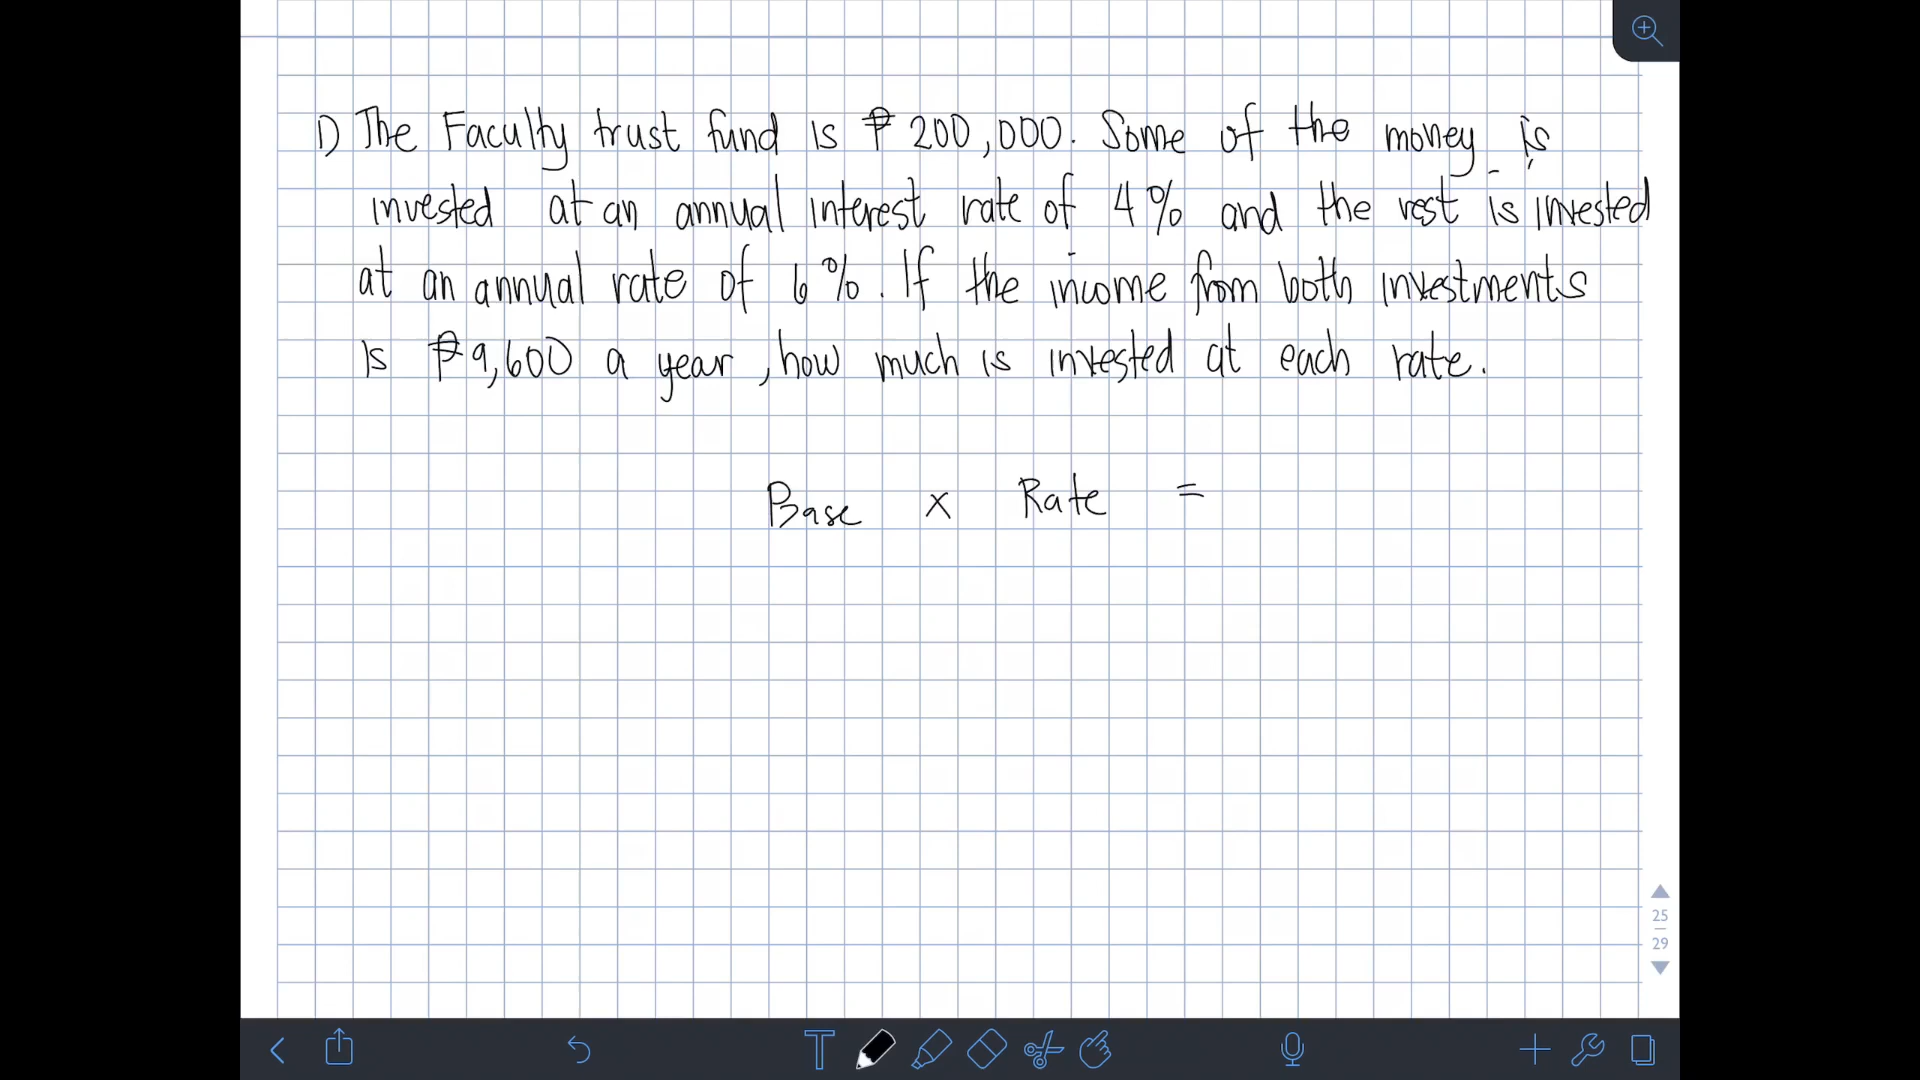 1) The Faculty trust fund is ₱ 200,000. Some of the money is
invested at an annual interest rate of 4% and the rest is invested
at an annual rate of 6%. If the income from both investments
is ₱9,600 a year, how much is invested at each rate.
Base x Rate =
25
29
T